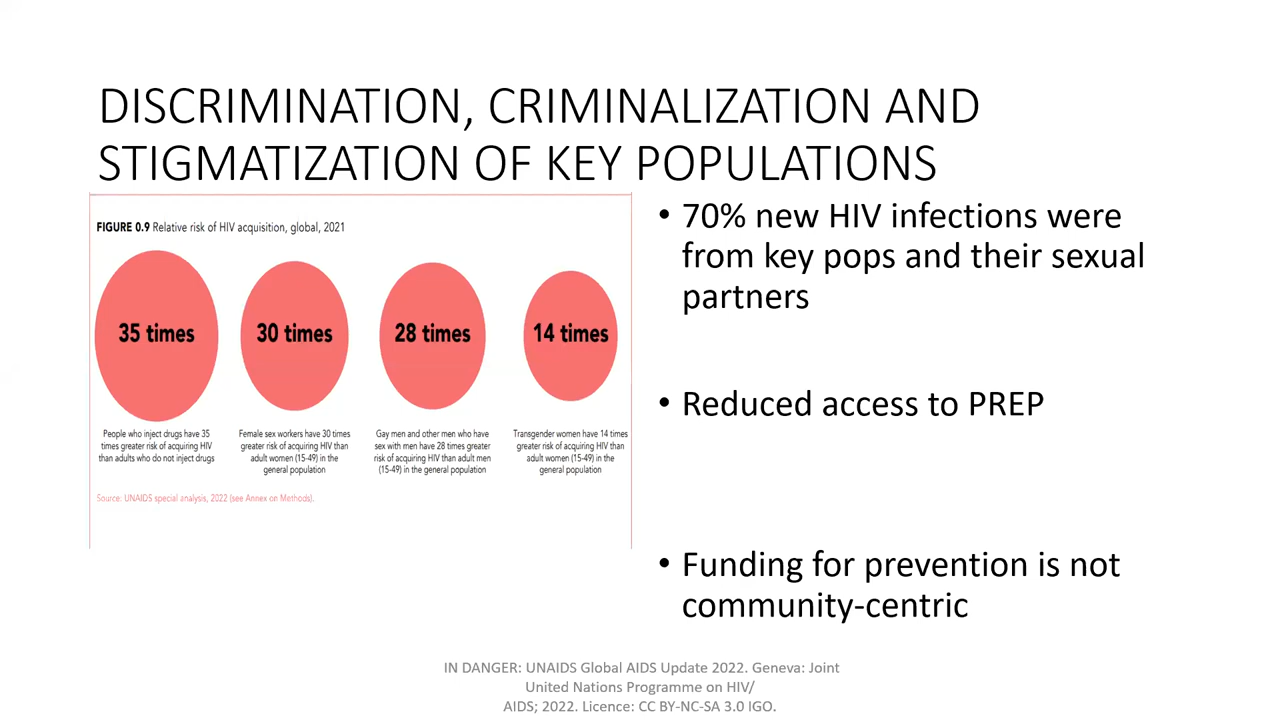 DISCRIMINATION, CRIMINALIZATION AND
STIGMATIZATION OF KEY POPULATIONS
FIGURE 0.9 Relative risk of HIV acquisition, global, 2021
35 times
30 times
28 times
14 times
People who inject drugs have 35
times greater risk of acquiring HIV
than adults who do not inject drugs
Female sex workers have 30 times
greater risk of acquiring HIV than
adult women (15-49) in the
general population
Gay men and other men who have
sex with men have 28 times greater
risk of acquiring HIV than adult men
(15-49) in the general population
Transgender women have 14 times
greater risk of acquiring HIV than
adult women (15-49) in the
general population
Source: UNAIDS special analysis, 2022 (see Annex on Methods).
• 70% new HIV infections were
from key pops and their sexual
partners
• Reduced access to PREP
• Funding for prevention is not
community-centric
IN DANGER: UNAIDS Global AIDS Update 2022. Geneva: Joint
United Nations Programme on HIV/
AIDS; 2022. Licence: CC BY-NC-SA 3.0 IGO.